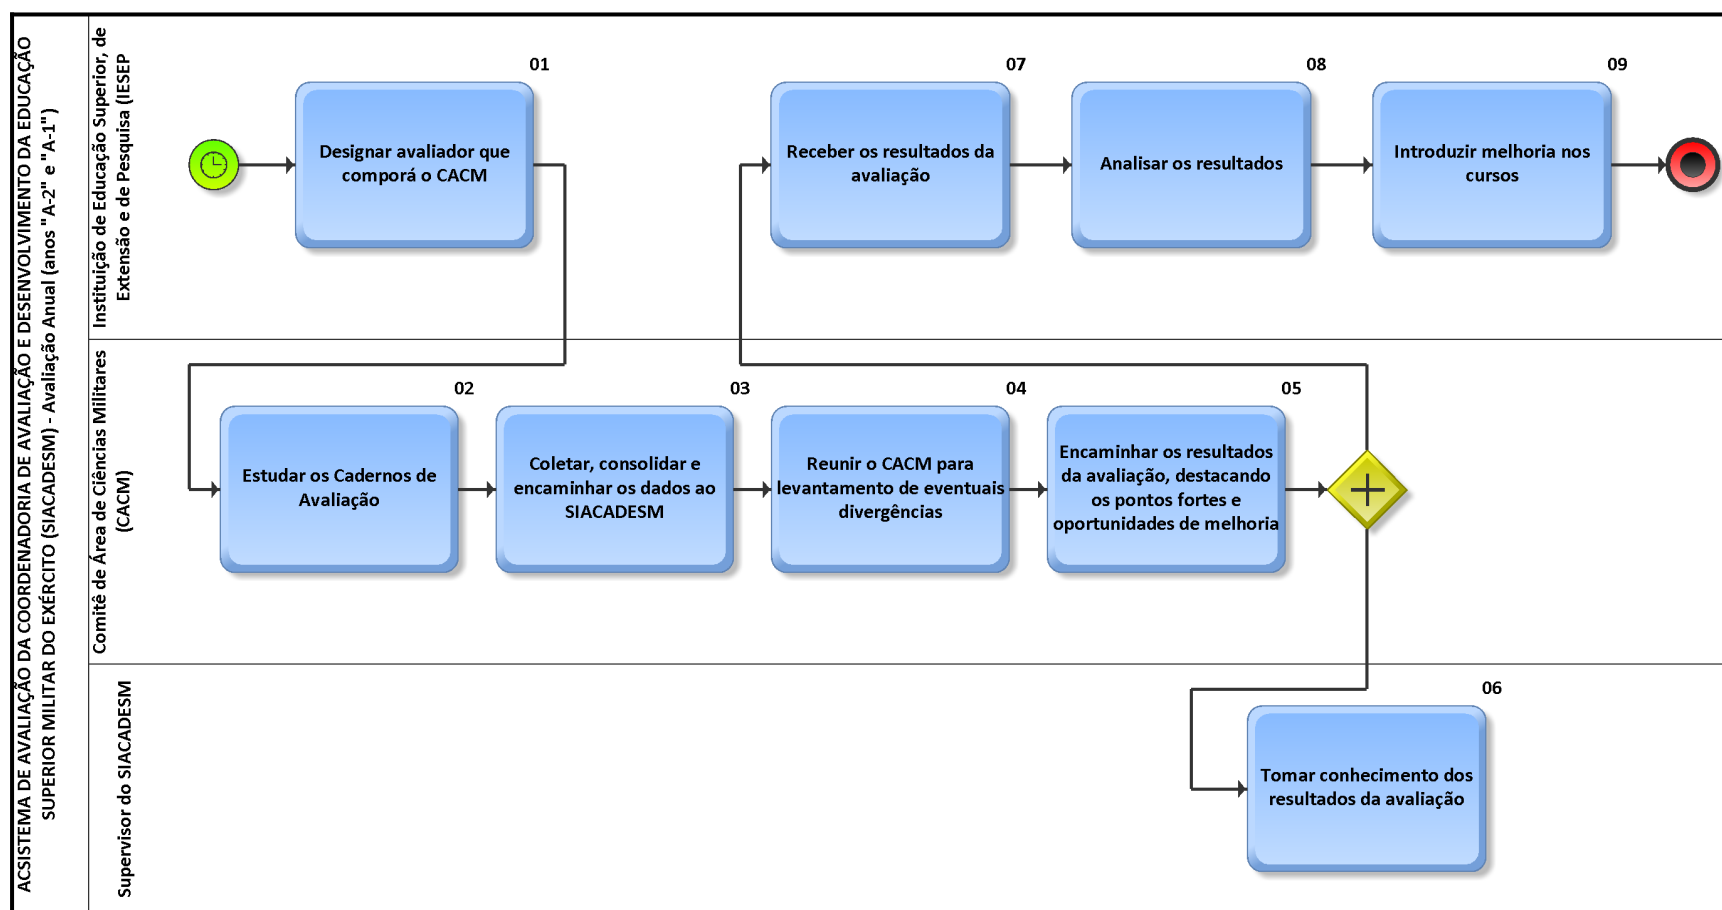 ACSISTEMA DE AVALIAÇÃO DA COORDENADORIA DE AVALIAÇÃO E DESENVOLVIMENTO DA EDUCAÇÃO
SUPERIOR MILITAR DO EXÉRCITO (SIACADESM) - Avaliação Anual (anos "A-2" e "A-1")
Instituição de Educação Superior, de
Extensão e de Pesquisa (IESEP
01
Designar avaliador que
comporá o CACM
07
Receber os resultados da
avaliação
08
Analisar os resultados
09
Introduzir melhoria nos
cursos
Comitê de Área de Ciências Militares
(CACM)
02
Estudar os Cadernos de
Avaliação
03
Coletar, consolidar e
encaminhar os dados ao
SIACADESM
04
Reunir o CACM para
levantamento de eventuais
divergências
05
Encaminhar os resultados
da avaliação, destacando
os pontos fortes e
oportunidades de melhoria
Supervisor do SIACADESM
06
Tomar conhecimento dos
resultados da avaliação